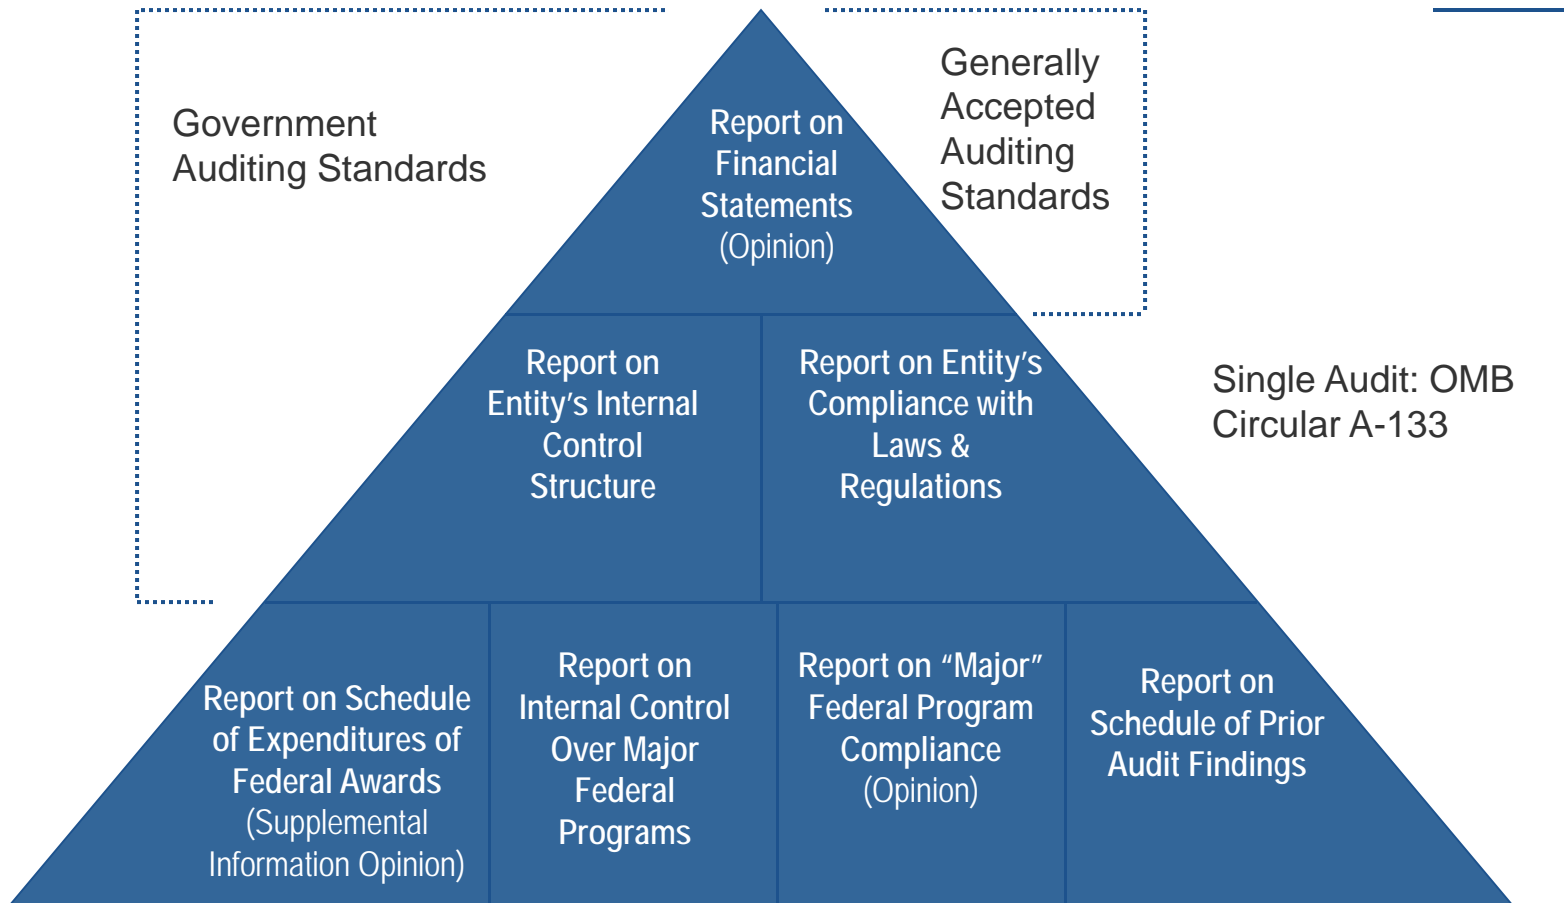 Government
Auditing Standards
Generally
Accepted
Auditing
Standards
Report on
Financial
Statements
(Opinion)
Report on
Entity’s Internal
Control
Structure
Report on Entity’s
Compliance with
Laws &
Regulations
Single Audit: OMB
Circular A-133
Report on Schedule
of Expenditures of
Federal Awards
(Supplemental
Information Opinion)
Report on
Internal Control
Over Major
Federal
Programs
Report on “Major”
Federal Program
Compliance
(Opinion)
Report on
Schedule of Prior
Audit Findings